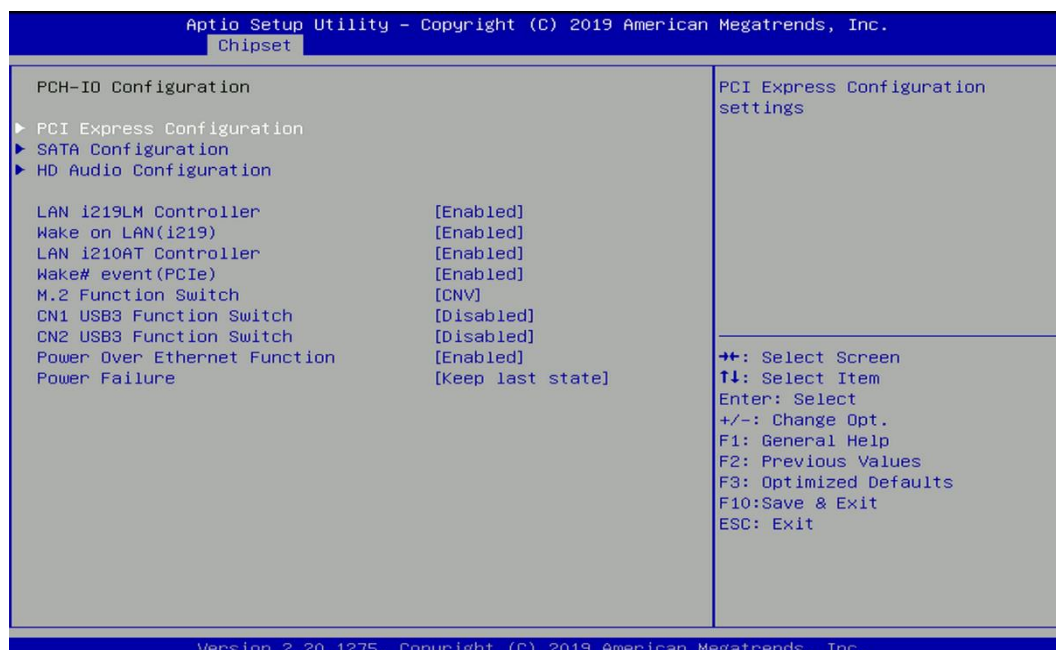 Aptio Setup Utility – Copyright (C) 2019 American Megatrends, Inc.
Chipset
PCH-IO Configuration
PCI Express Configuration
SATA Configuration
HD Audio Configuration
LAN i219LM Controller [Enabled]
Wake on LAN(i219) [Enabled]
LAN i210AT Controller [Enabled]
Wake# event(PCIe) [Enabled]
M.2 Function Switch [CNV]
CN1 USB3 Function Switch [Disabled]
CN2 USB3 Function Switch [Disabled]
Power Over Ethernet Function [Enabled]
Power Failure [Keep last state]
PCI Express Configuration
settings
→←: Select Screen
↑↓: Select Item
Enter: Select
+/-: Change Opt.
F1: General Help
F2: Previous Values
F3: Optimized Defaults
F10:Save & Exit
ESC: Exit
Version 2.20.1275. Copyright (C) 2019 American Megatrends, Inc.